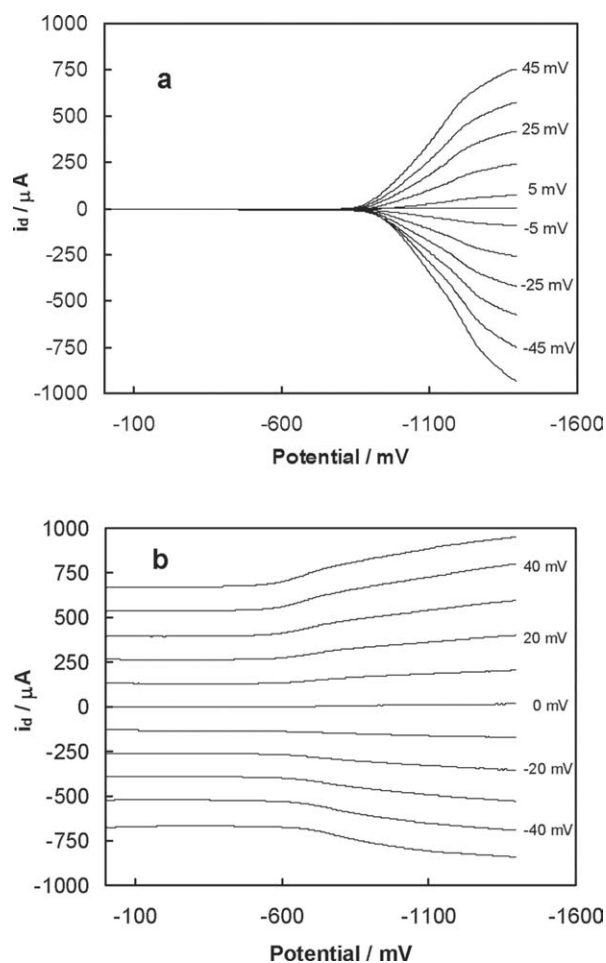 1000
a
750
45 mV
500
25 mV
250
5 mV
0
-5 mV
-250
-25 mV
-500
-45 mV
-750
-1000
-100 -600 -1100 -1600
Potential / mV
id / µA
1000
b
40 mV
750
500
20 mV
250
0
0 mV
-250
-20 mV
-500
-40 mV
-750
-1000
-100 -600 -1100 -1600
Potential / mV
id / µA